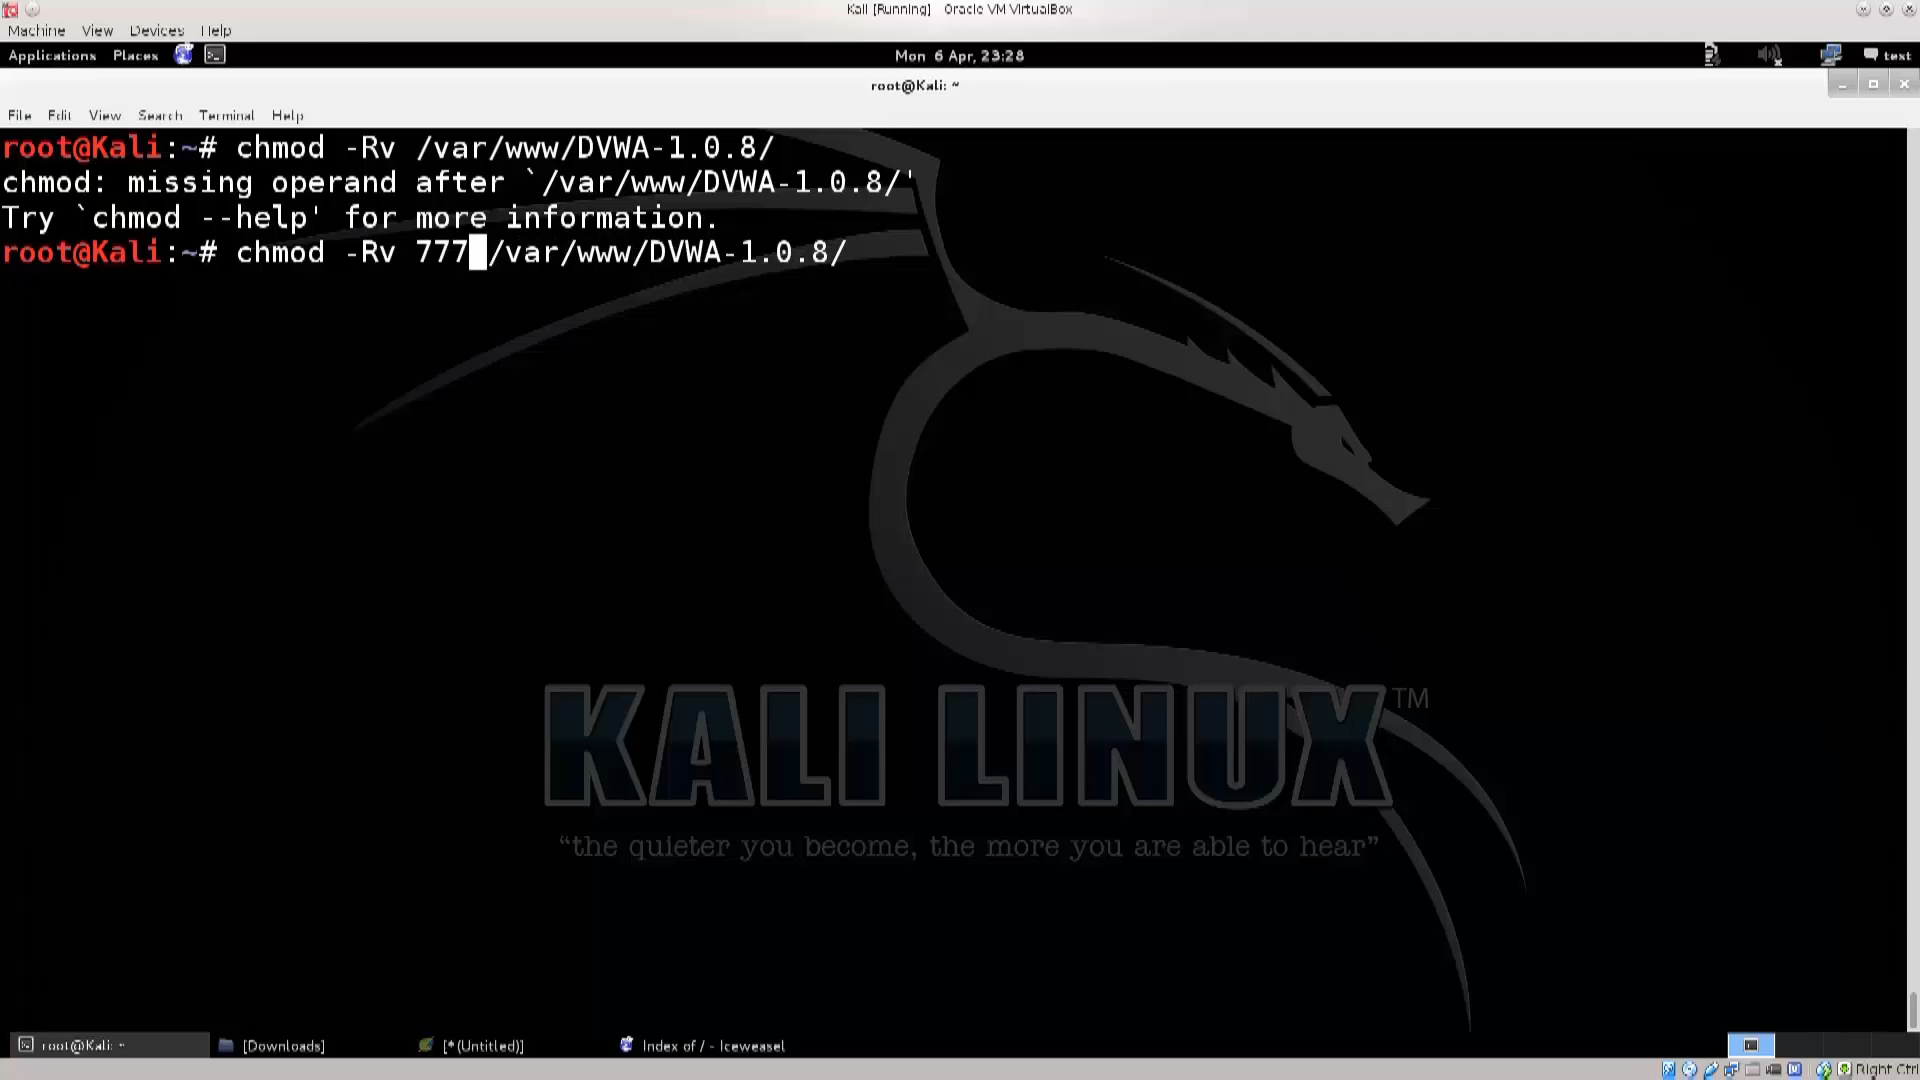 Kali [Running] - Oracle VM VirtualBox
Machine View Devices Help
Applications Places Mon 6 Apr, 23:28 text
root@Kali: ~
File Edit View Search Terminal Help
root@Kali:~# chmod -Rv /var/www/DVWA-1.0.8/
chmod: missing operand after `/var/www/DVWA-1.0.8/'
Try `chmod --help' for more information.
root@Kali:~# chmod -Rv 777 /var/www/DVWA-1.0.8/
KALI LINUX™
“the quieter you become, the more you are able to hear”
root@Kali: ~ [Downloads] [*(Untitled)] Index of / - Iceweasel
Right Ctrl